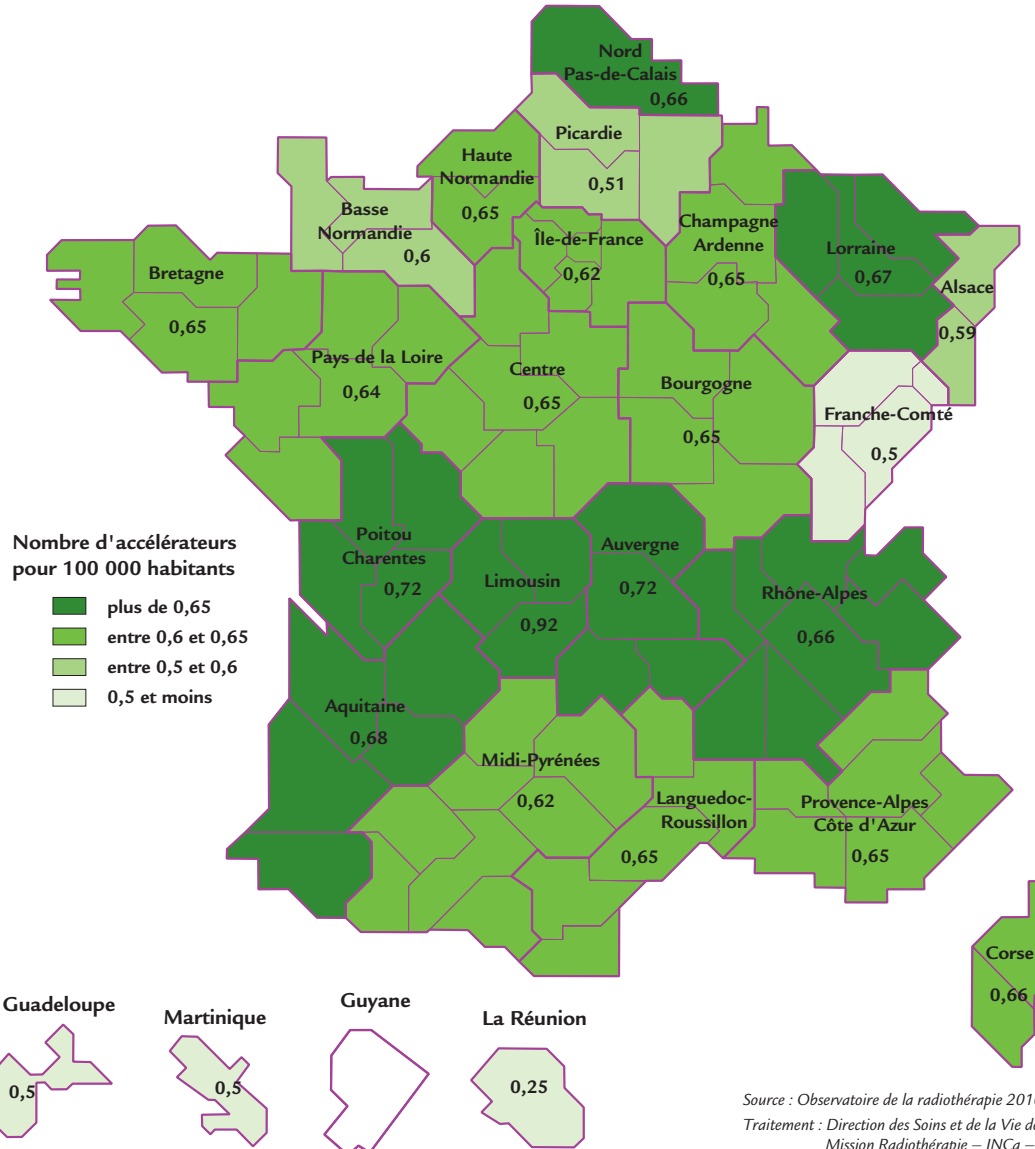 Nord
Pas-de-Calais
0,66
Picardie
0,51
Haute
Normandie
0,65
Basse
Normandie
0,6
Île-de-France
0,62
Champagne
Ardenne
0,65
Lorraine
0,67
Alsace
0,59
Bretagne
0,65
Pays de la Loire
0,64
Centre
0,65
Bourgogne
0,65
Franche-Comté
0,5
Nombre d'accélérateurs
pour 100 000 habitants
plus de 0,65
entre 0,6 et 0,65
entre 0,5 et 0,6
0,5 et moins
Poitou
Charentes
0,72
Limousin
0,92
Auvergne
0,72
Rhône-Alpes
0,66
Aquitaine
0,68
Midi-Pyrénées
0,62
Languedoc-
Roussillon
0,65
Provence-Alpes
Côte d'Azur
0,65
Corse
0,66
Guadeloupe
0,5
Martinique
0,5
Guyane
La Réunion
0,25
Source : Observatoire de la radiothérapie 201
Traitement : Direction des Soins et de la Vie
Mission Radiothérapie – INCa –